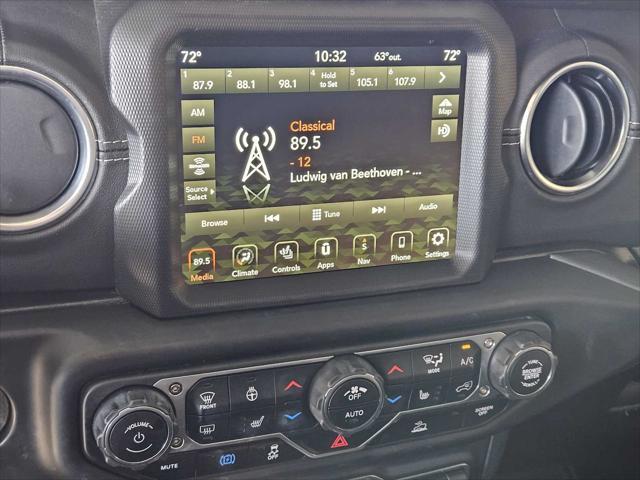 72° 10:32 63°out. 72°
1 87.9 2 88.1 3 98.1 4 Hold to Set 5 105.1 6 107.9
AM
FM
Source Select
Classical
89.5
- 12
Ludwig van Beethoven - ...
Map
HD
Browse Tune Audio
89.5
Media Climate Controls Apps Nav Phone Settings
FRONT
MODE
A/C
OFF
AUTO
VOLUME
MUTE
OFF
SCREEN OFF
TUNE
BROWSE
ENTER
SCROLL